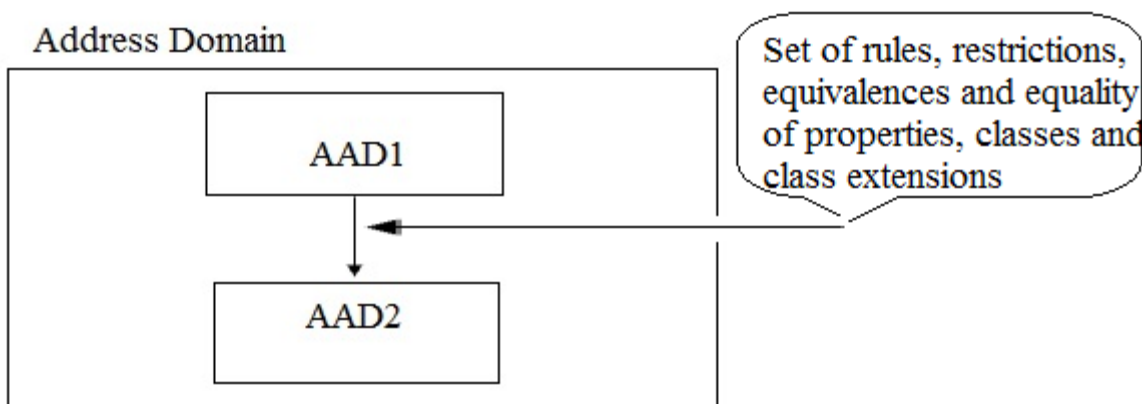 Address Domain
Set of rules, restrictions,
equivalences and equality
of properties, classes and
class extensions
AAD1
AAD2